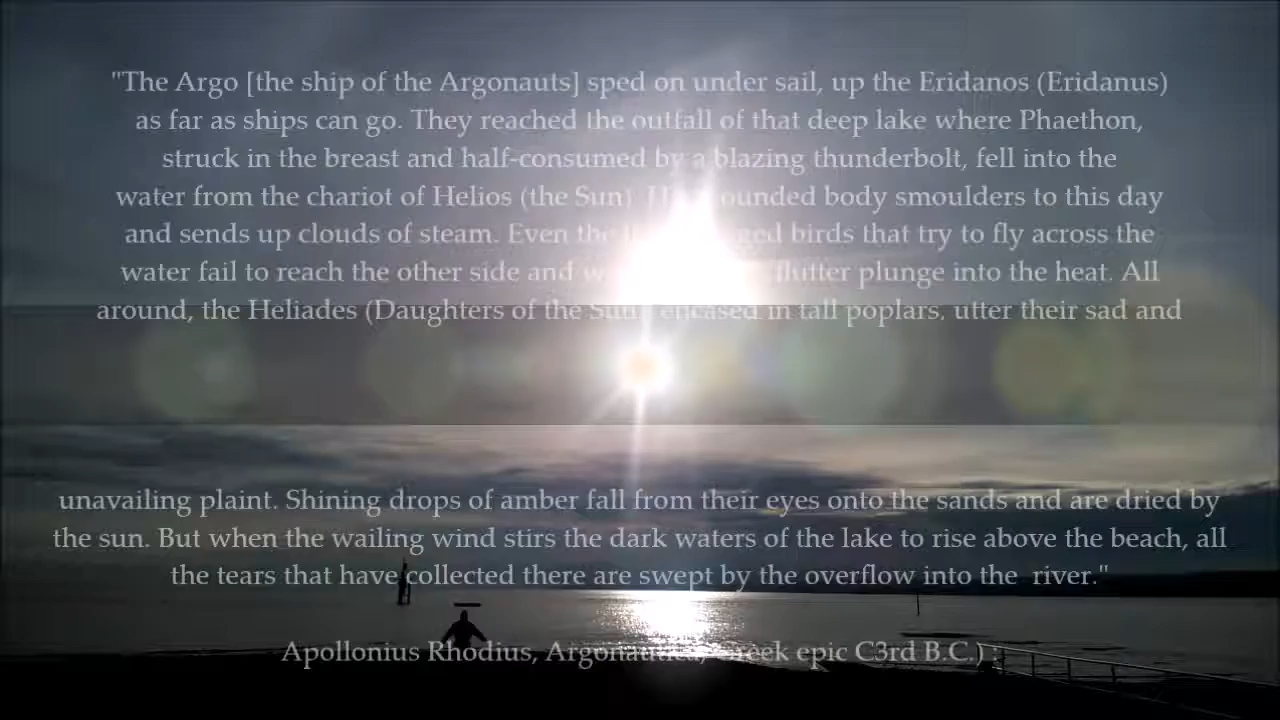 "The Argo [the ship of the Argonauts] sped on under sail, up the Eridanos (Eridanus)
as far as ships can go. They reached the outfall of that deep lake where Phaethon,
struck in the breast and half-consumed by a blazing thunderbolt, fell into the
water from the chariot of Helios (the Sun). ounded body smoulders to this day
and sends up clouds of steam. Even the ged birds that try to fly across the
water fail to reach the other side and flutter plunge into the heat. All
around, the Heliades (Daughters of the Sun) encased in tall poplars, utter their sad and
unavailing plaint. Shining drops of amber fall from their eyes onto the sands and are dried by
the sun. But when the wailing wind stirs the dark waters of the lake to rise above the beach, all
the tears that have collected there are swept by the overflow into the river."
Apollonius Rhodius, Argonautica, Greek epic C3rd B.C.) :